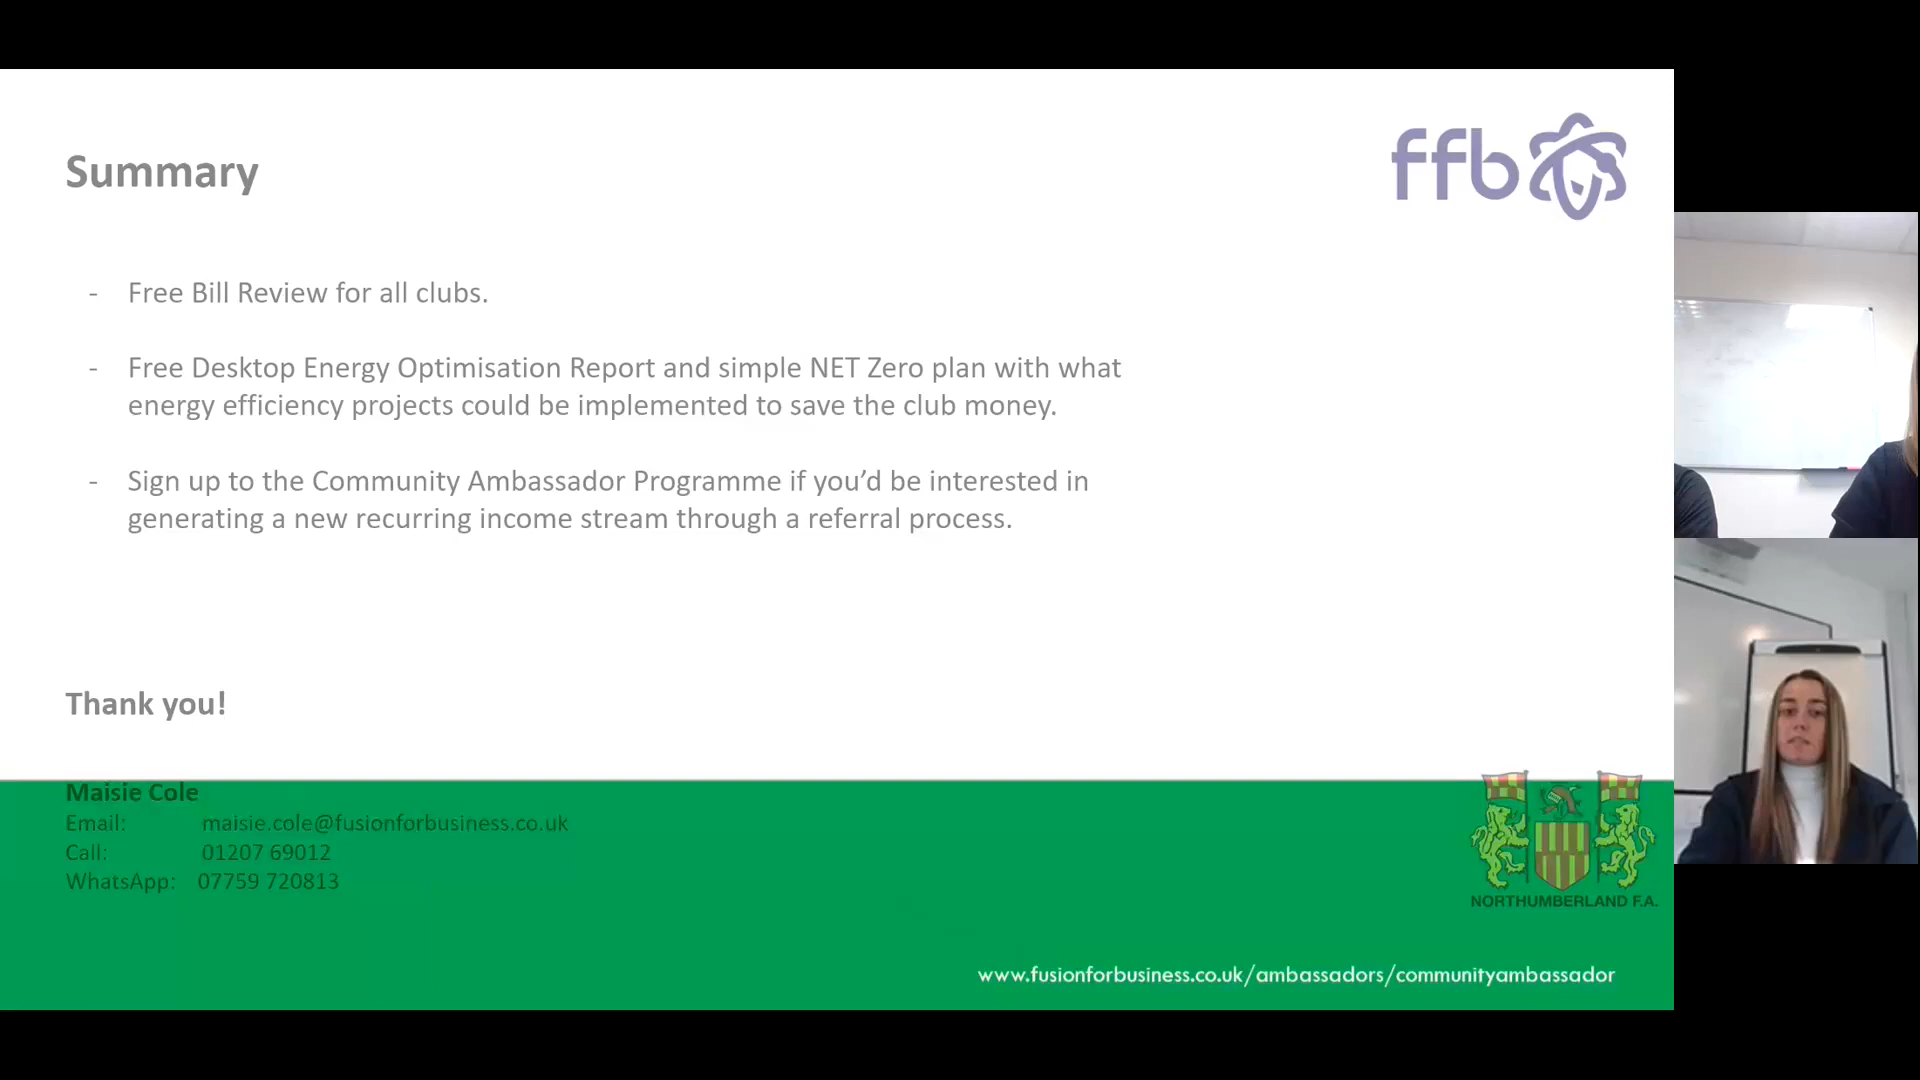 ffb
Summary
- Free Bill Review for all clubs.
- Free Desktop Energy Optimisation Report and simple NET Zero plan with what
energy efficiency projects could be implemented to save the club money.
- Sign up to the Community Ambassador Programme if you’d be interested in
generating a new recurring income stream through a referral process.
Thank you!
Maisie Cole
Email: maisie.cole@fusionforbusiness.co.uk
Call: 01207 69012
WhatsApp: 07759 720813
NORTHUMBERLAND F.A.
www.fusionforbusiness.co.uk/ambassadors/communityambassador